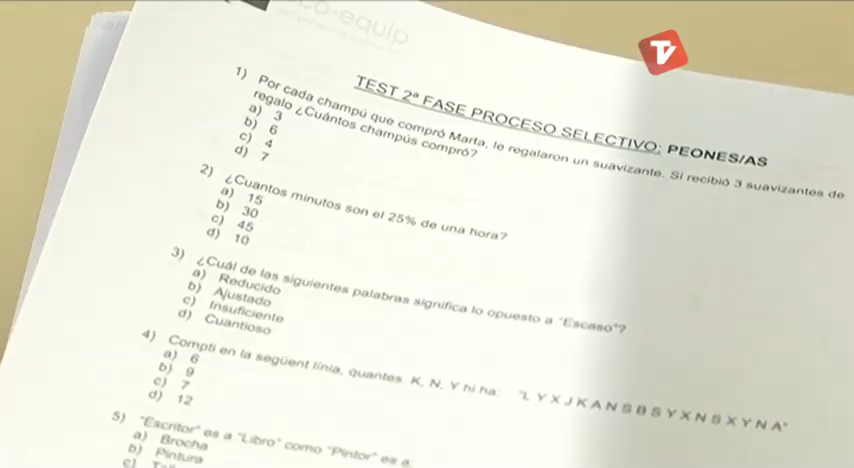 co-equip
TV
TEST 2ª FASE PROCESO SELECTIVO: PEONES/AS
1) Por cada champú que compró Marta, le regalaron un suavizante. Si recibió 3 suavizantes de
regalo ¿Cuántos champús compró?
a) 3
b) 6
c) 4
d) 7
2) ¿Cuantos minutos son el 25% de una hora?
a) 15
b) 30
c) 45
d) 10
3) ¿Cuál de las siguientes palabras significa lo opuesto a "Escaso"?
a) Reducido
b) Ajustado
c) Insuficiente
d) Cuantioso
4) Compti en la següent línia, quantes K, N, Y hi ha: "L Y X J K A N S B S Y X N S X Y N A"
a) 6
b) 9
c) 7
d) 12
5) "Escritor" es a "Libro" como "Pintor" es a
a) Brocha
b) Pintura
c)